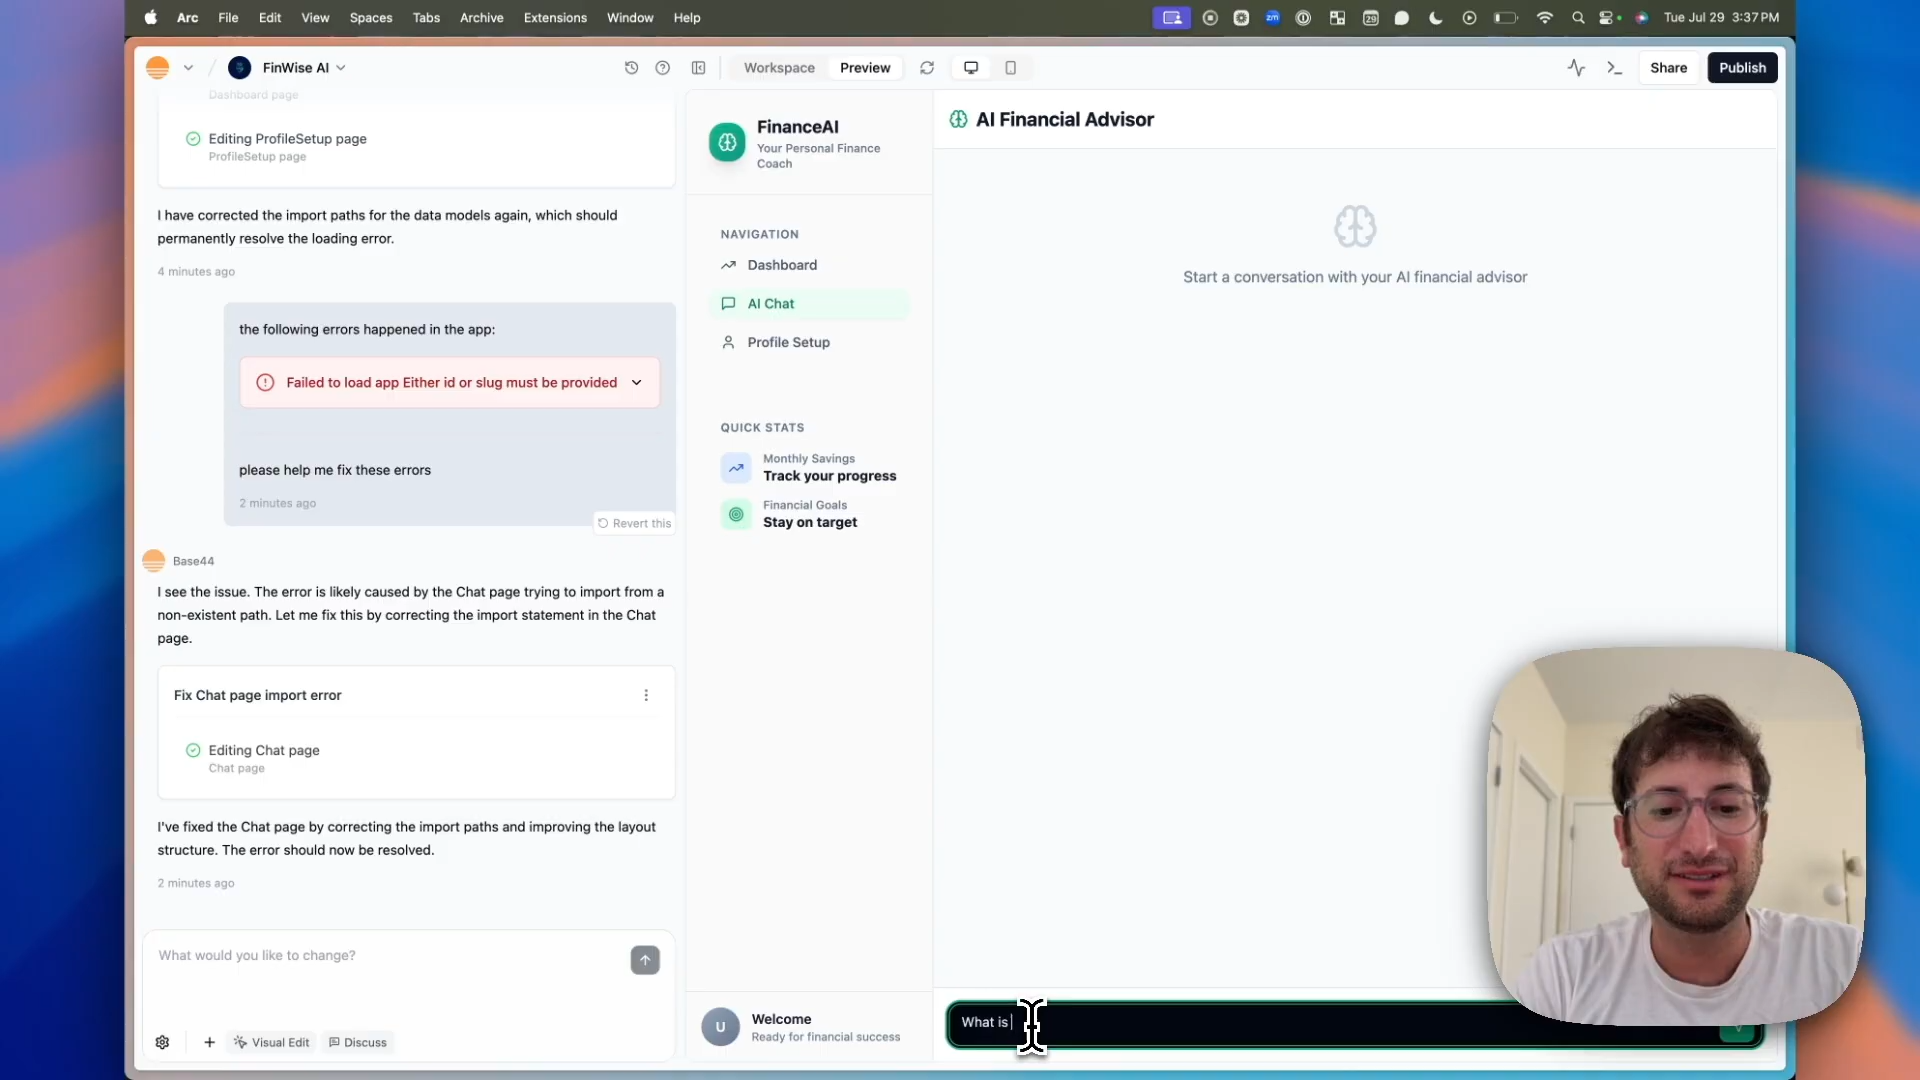 Arc File Edit View Spaces Tabs Archive Extensions Window Help
zm
29
Tue Jul 29 3:37 PM
FinWise AI
Workspace Preview
Share Publish
Dashboard page
Editing ProfileSetup page
ProfileSetup page
I have corrected the import paths for the data models again, which should
permanently resolve the loading error.
4 minutes ago
the following errors happened in the app:
Failed to load app Either id or slug must be provided
please help me fix these errors
2 minutes ago
Revert this
Base44
I see the issue. The error is likely caused by the Chat page trying to import from a
non-existent path. Let me fix this by correcting the import statement in the Chat
page.
Fix Chat page import error
Editing Chat page
Chat page
I've fixed the Chat page by correcting the import paths and improving the layout
structure. The error should now be resolved.
2 minutes ago
What would you like to change?
Visual Edit Discuss
FinanceAI
Your Personal Finance
Coach
NAVIGATION
Dashboard
AI Chat
Profile Setup
QUICK STATS
Monthly Savings
Track your progress
Financial Goals
Stay on target
U
Welcome
Ready for financial success
AI Financial Advisor
Start a conversation with your AI financial advisor
What is